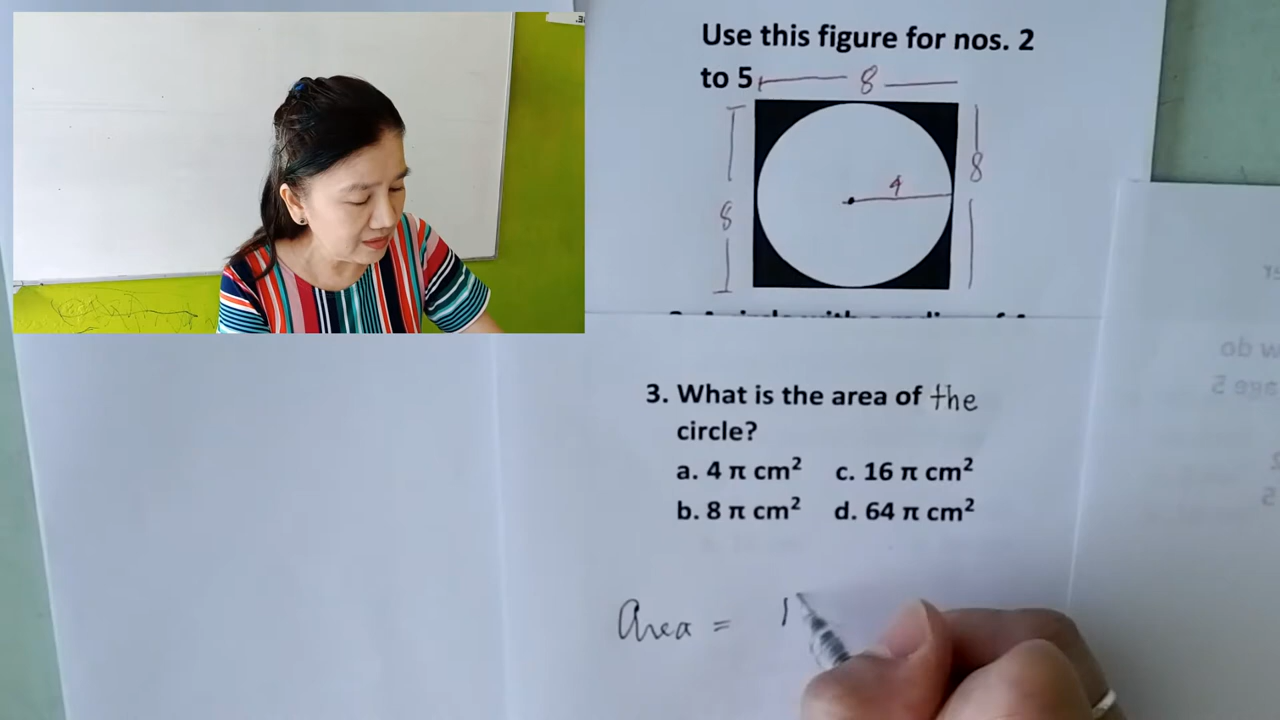 Use this figure for nos. 2
to 5
8
8
8
4
3. What is the area of the
circle?
a. 4 π cm² c. 16 π cm²
b. 8 π cm² d. 64 π cm²
Area =